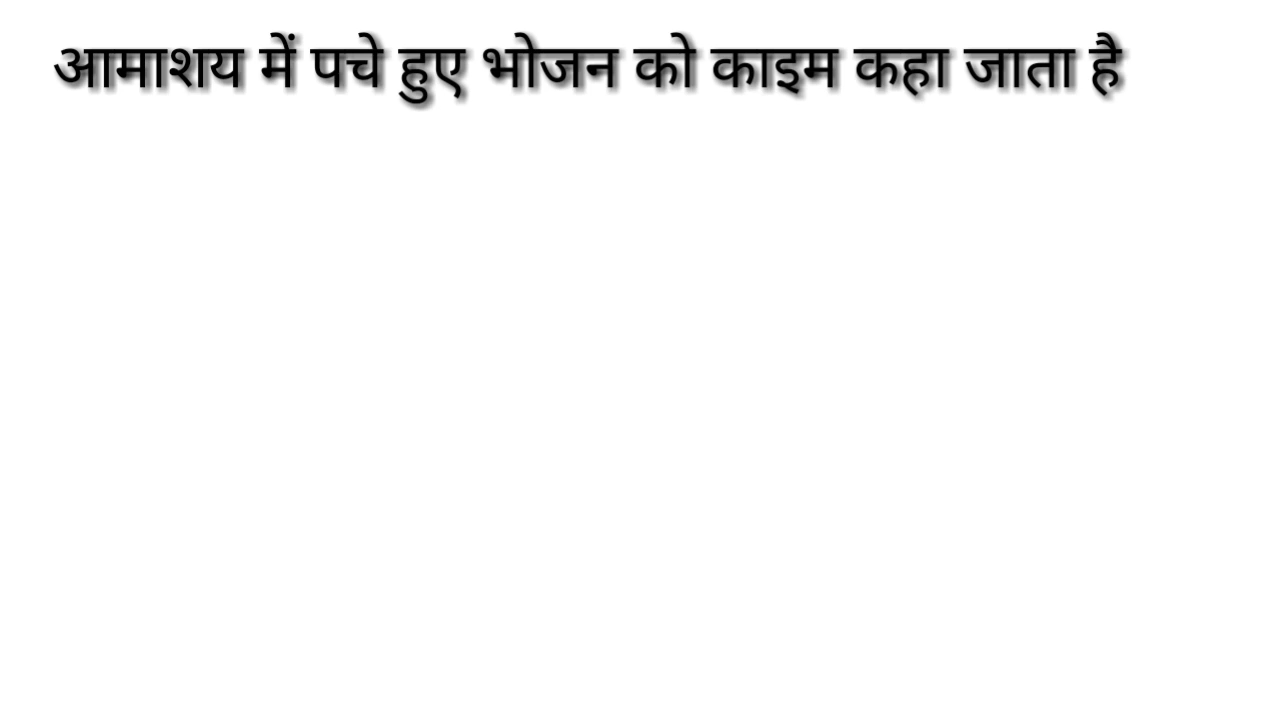 आमाशय में पचे हुए भोजन को काइम कहा जाता है